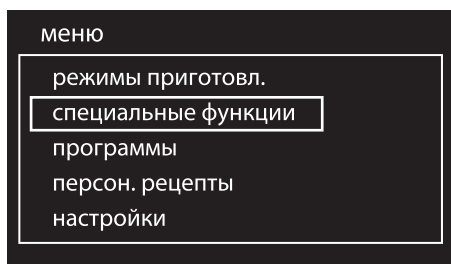 меню
режимы приготовл.
специальные функции
программы
персон. рецепты
настройки